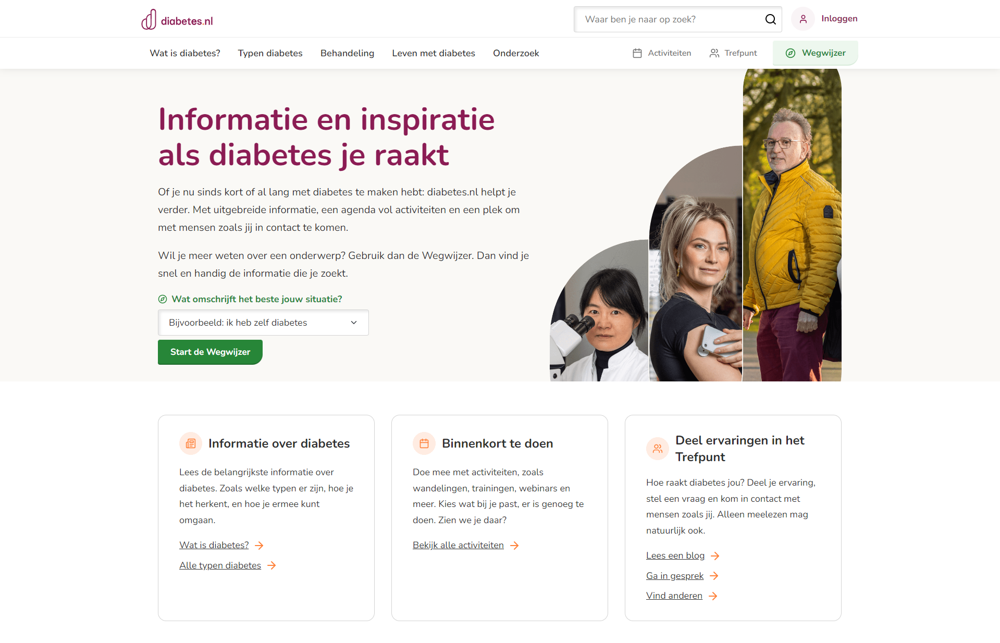 diabetes.nl
Waar ben je naar op zoek?
Inloggen
Wat is diabetes?
Typen diabetes
Behandeling
Leven met diabetes
Onderzoek
Activiteiten
Trefpunt
Wegwijzer
Informatie en inspiratie
als diabetes je raakt
Of je nu sinds kort of al lang met diabetes te maken hebt: diabetes.nl helpt je
verder. Met uitgebreide informatie, een agenda vol activiteiten en een plek om
met mensen zoals jij in contact te komen.
Wil je meer weten over een onderwerp? Gebruik dan de Wegwijzer. Dan vind je
snel en handig de informatie die je zoekt.
Wat omschrijft het beste jouw situatie?
Bijvoorbeeld: ik heb zelf diabetes
Start de Wegwijzer
Informatie over diabetes
Lees de belangrijkste informatie over
diabetes. Zoals welke typen er zijn, hoe je
het herkent, en hoe je ermee kunt
omgaan.
Wat is diabetes?
Alle typen diabetes
Binnenkort te doen
Doe mee met activiteiten, zoals
wandelingen, trainingen, webinars en
meer. Kies wat bij je past, er is genoeg te
doen. Zien we je daar?
Bekijk alle activiteiten
Deel ervaringen in het
Trefpunt
Hoe raakt diabetes jou? Deel je ervaring,
stel een vraag en kom in contact met
mensen zoals jij. Alleen meelezen mag
natuurlijk ook.
Lees een blog
Ga in gesprek
Vind anderen